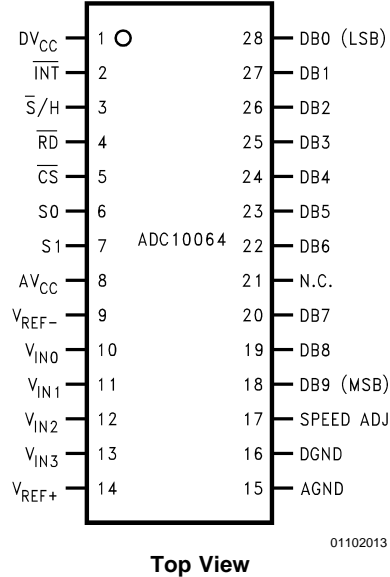 DVCC 1 28 DB0 (LSB)
INT 2 27 DB1
S/H 3 26 DB2
RD 4 25 DB3
CS 5 24 DB4
S0 6 23 DB5
S1 7 ADC10064 22 DB6
AVCC 8 21 N.C.
VREF− 9 20 DB7
VIN0 10 19 DB8
VIN1 11 18 DB9 (MSB)
VIN2 12 17 SPEED ADJ
VIN3 13 16 DGND
VREF+ 14 15 AGND
01102013
Top View